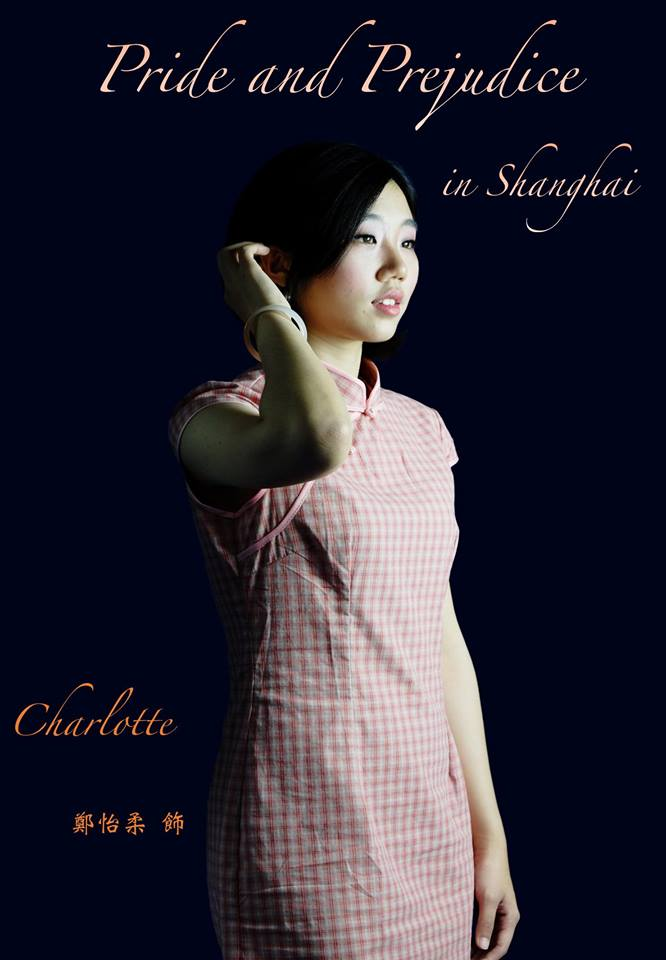 Pride and Prejudice
in Shanghai
Charlotte
鄭怡柔 飾